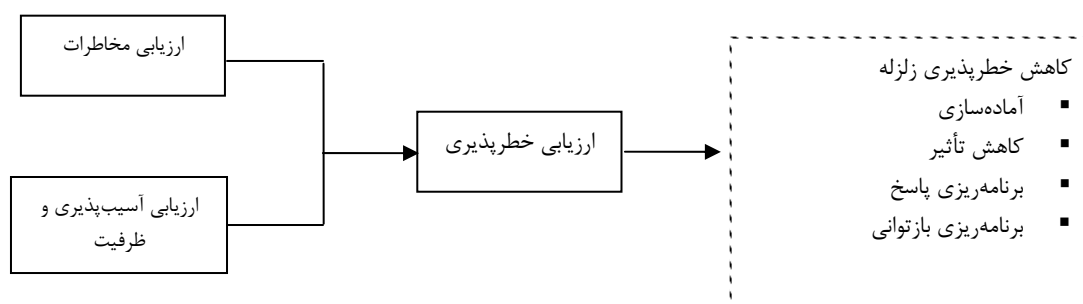 ارزیابی مخاطرات
ارزیابی آسیب‌پذیری و
ظرفیت
ارزیابی خطرپذیری
کاهش خطرپذیری زلزله
▪ آماده‌سازی
▪ کاهش تأثیر
▪ برنامه‌ریزی پاسخ
▪ برنامه‌ریزی بازتوانی